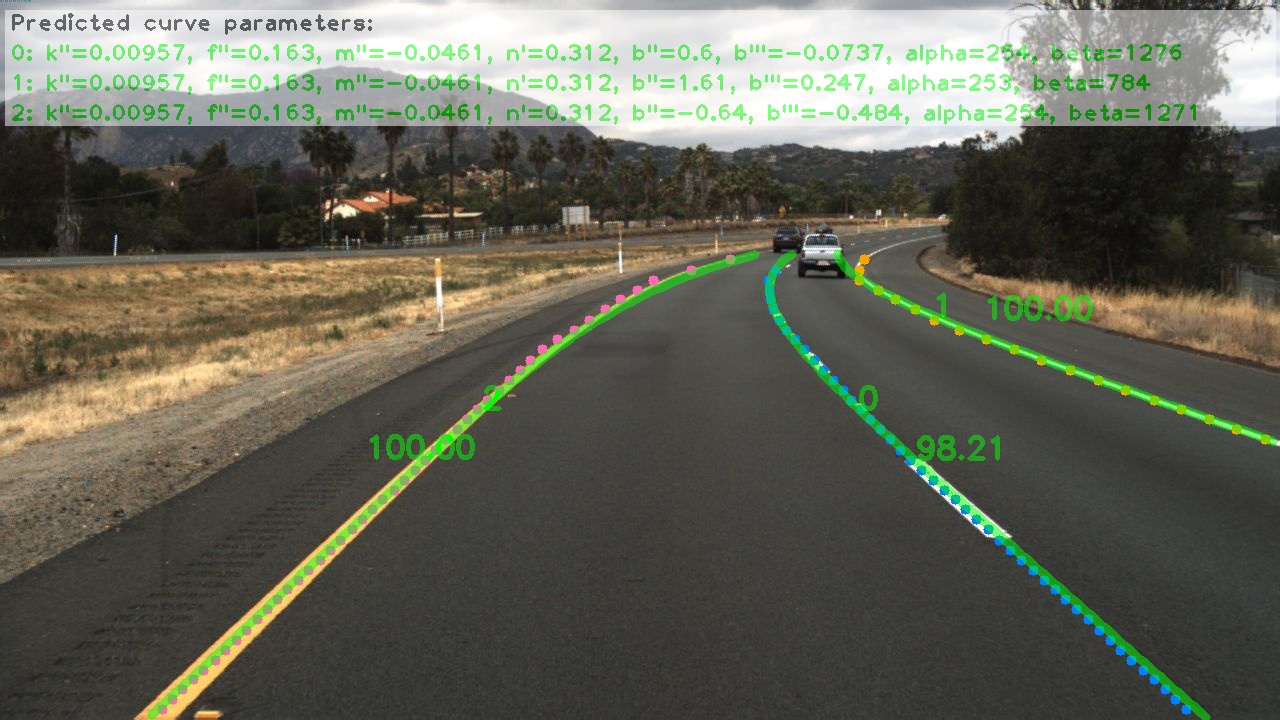 Predicted curve parameters:
0: k''=0.00957, f''=0.163, m''=-0.0461, n'=0.312, b''=0.6, b'''=-0.0737, alpha=254, beta=1276
1: k''=0.00957, f''=0.163, m''=-0.0461, n'=0.312, b''=1.61, b'''=0.247, alpha=253, beta=784
2: k''=0.00957, f''=0.163, m''=-0.0461, n'=0.312, b''=-0.64, b'''=-0.484, alpha=254, beta=1271
1 100.00
2
0
100.00
98.21